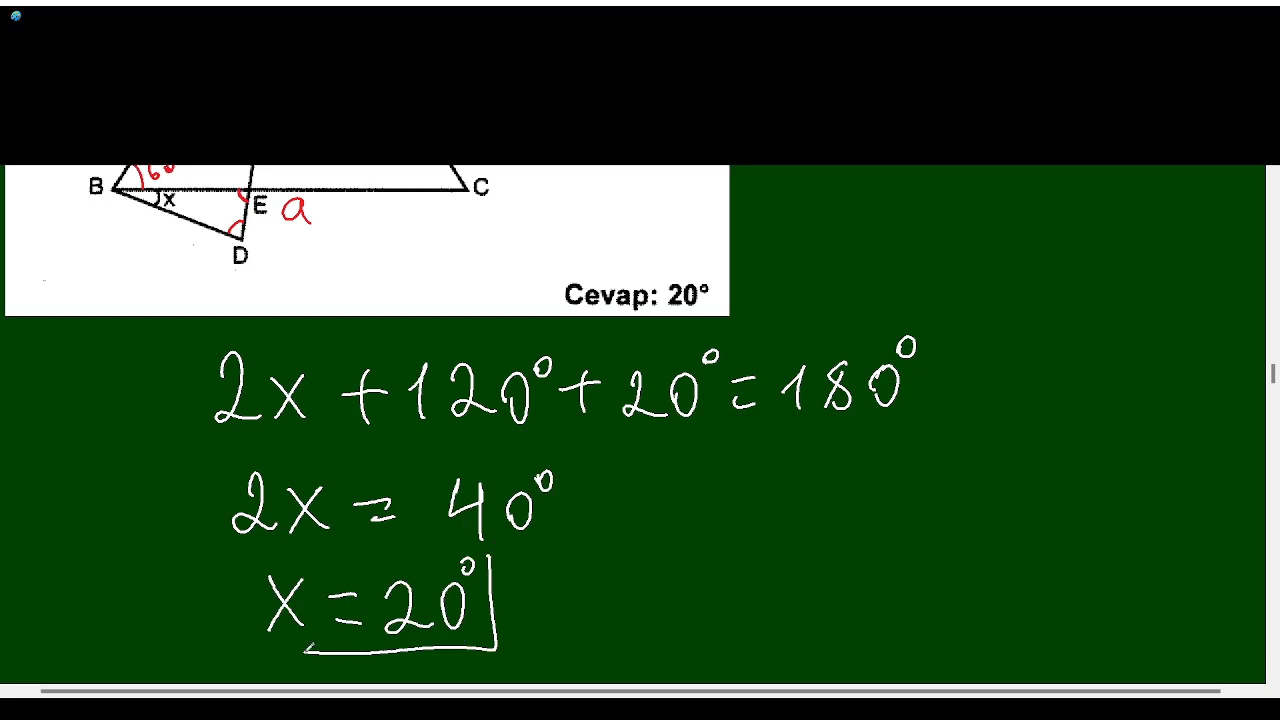 B x E a C
D
Cevap: 20°
2x + 120° + 20° = 180°
2x = 40°
x = 20°